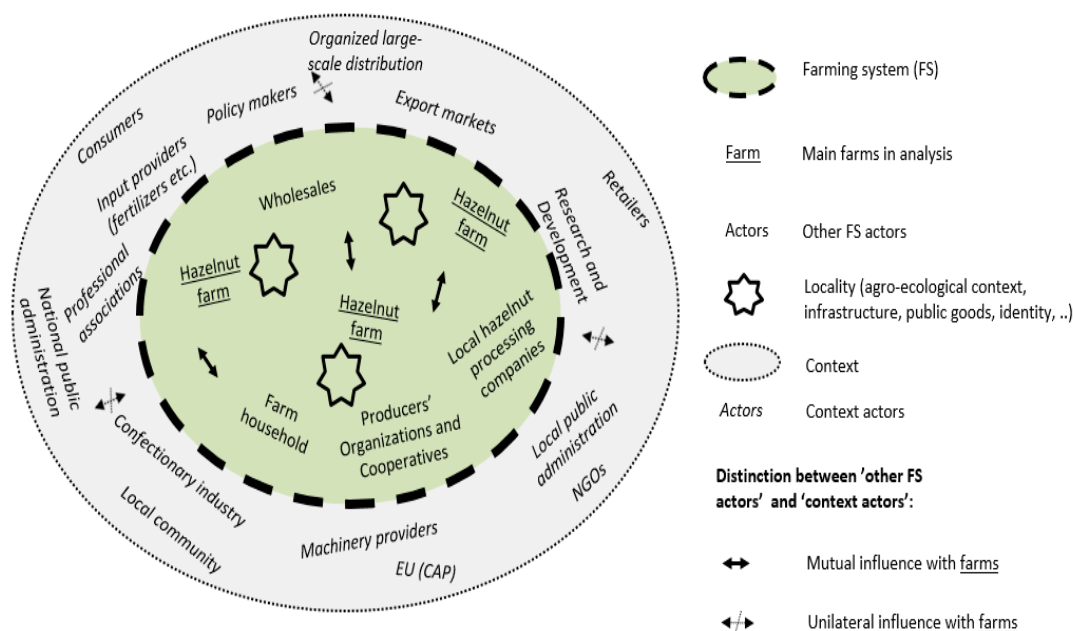 Organized large-
scale distribution
Policy makers
Export markets
Consumers
Input providers
(fertilizers etc.)
Retailers
Research and
Development
Professional
associations
National public
administration
Wholesales
Hazelnut
farm
Hazelnut
farm
Hazelnut
farm
Local hazelnut
processing
companies
Farm
household
Producers'
Organizations and
Cooperatives
Confectionary industry
Local community
Machinery providers
EU (CAP)
Local public
administration
NGOs
Farming system (FS)
Farm
Main farms in analysis
Actors
Other FS actors
Locality (agro-ecological context,
infrastructure, public goods, identity, ..)
Context
Actors
Context actors
Distinction between 'other FS
actors' and 'context actors':
Mutual influence with farms
Unilateral influence with farms